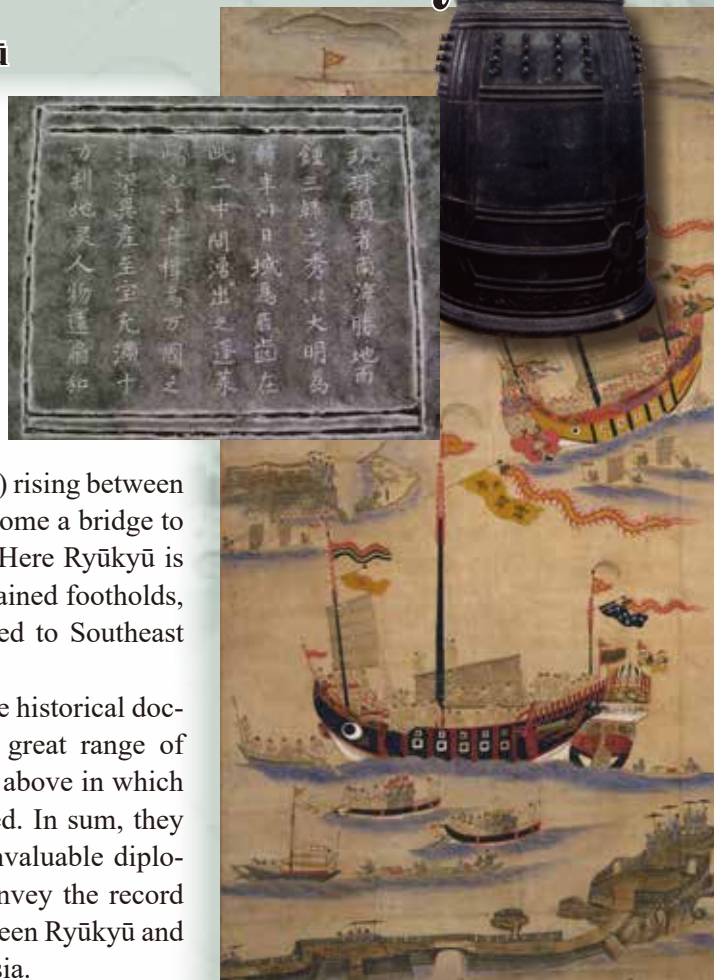 ū
琉球國者南海勝地而
鍾三韓之秀以大明為
輔車以日域為脣歯在
此二中間湧出之蓬莱
嶋也以舟楫為万國之
津梁異産至宝充満十
方刹地灵人物遠扇和
) rising between
ome a bridge to
Here Ryūkyū is
ained footholds,
ed to Southeast
e historical doc-
great range of
above in which
ed. In sum, they
nvaluable diplo-
nvey the record
een Ryūkyū and
sia.